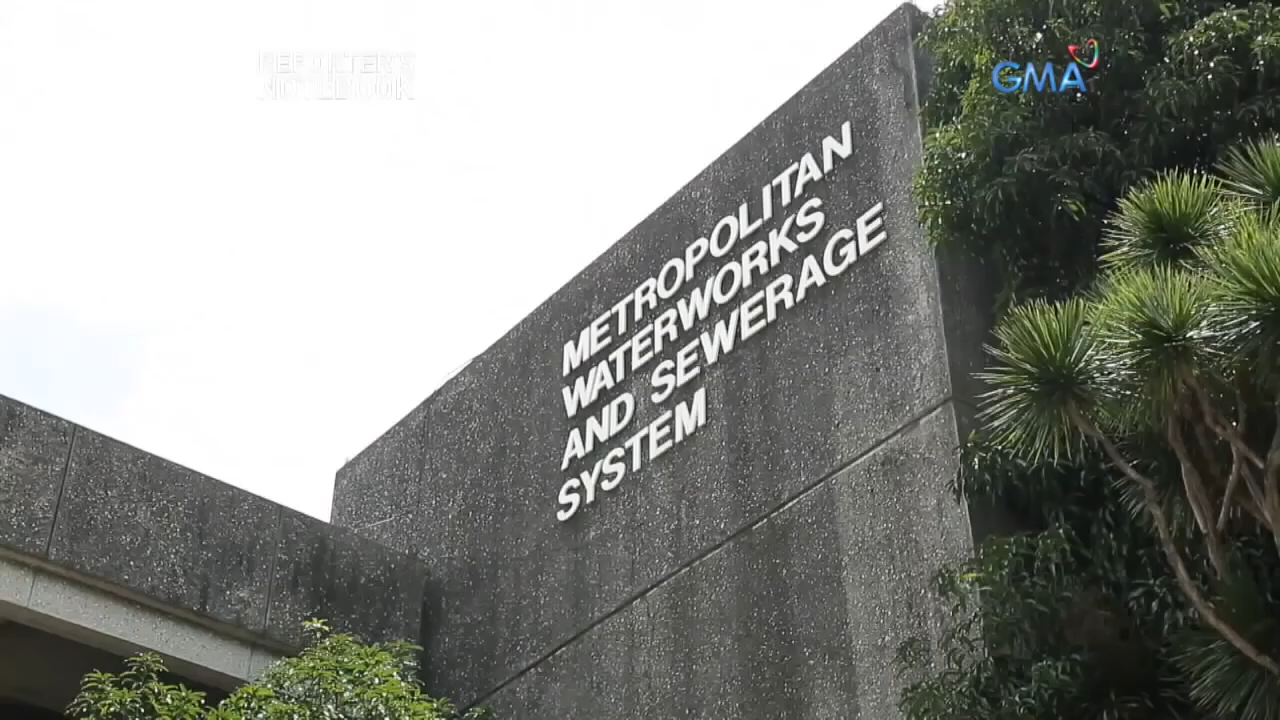 REPORTER'S
NOTEBOOK
GMA
METROPOLITAN
WATERWORKS
AND SEWERAGE
SYSTEM